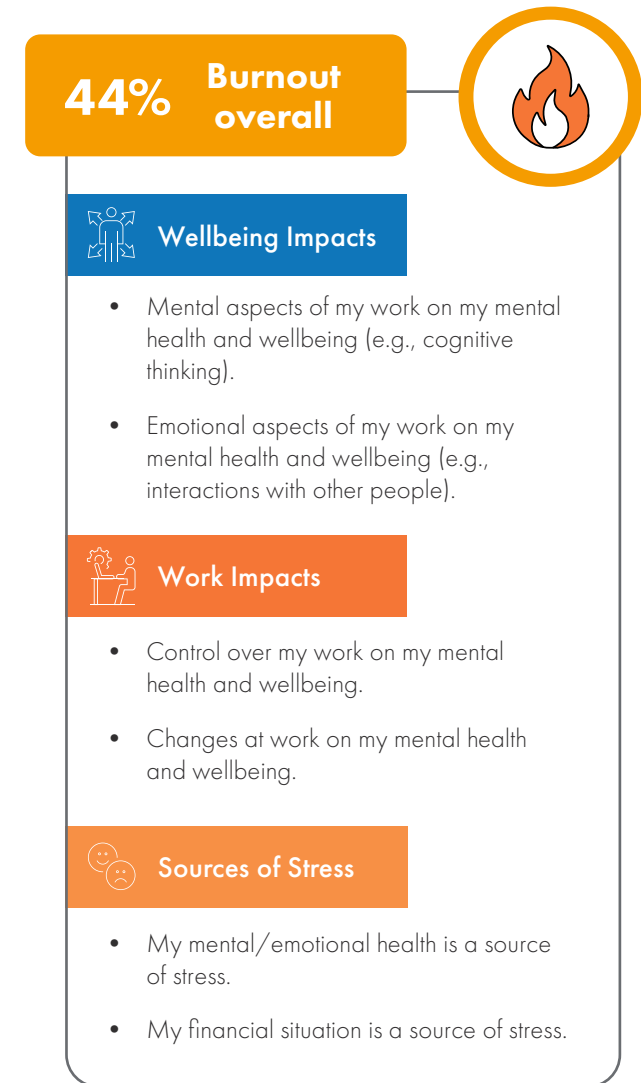 44%
Burnout
overall
Wellbeing Impacts
• Mental aspects of my work on my mental
health and wellbeing (e.g., cognitive
thinking).
• Emotional aspects of my work on my
mental health and wellbeing (e.g.,
interactions with other people).
Work Impacts
• Control over my work on my mental
health and wellbeing.
• Changes at work on my mental health
and wellbeing.
Sources of Stress
• My mental/emotional health is a source
of stress.
• My financial situation is a source of stress.